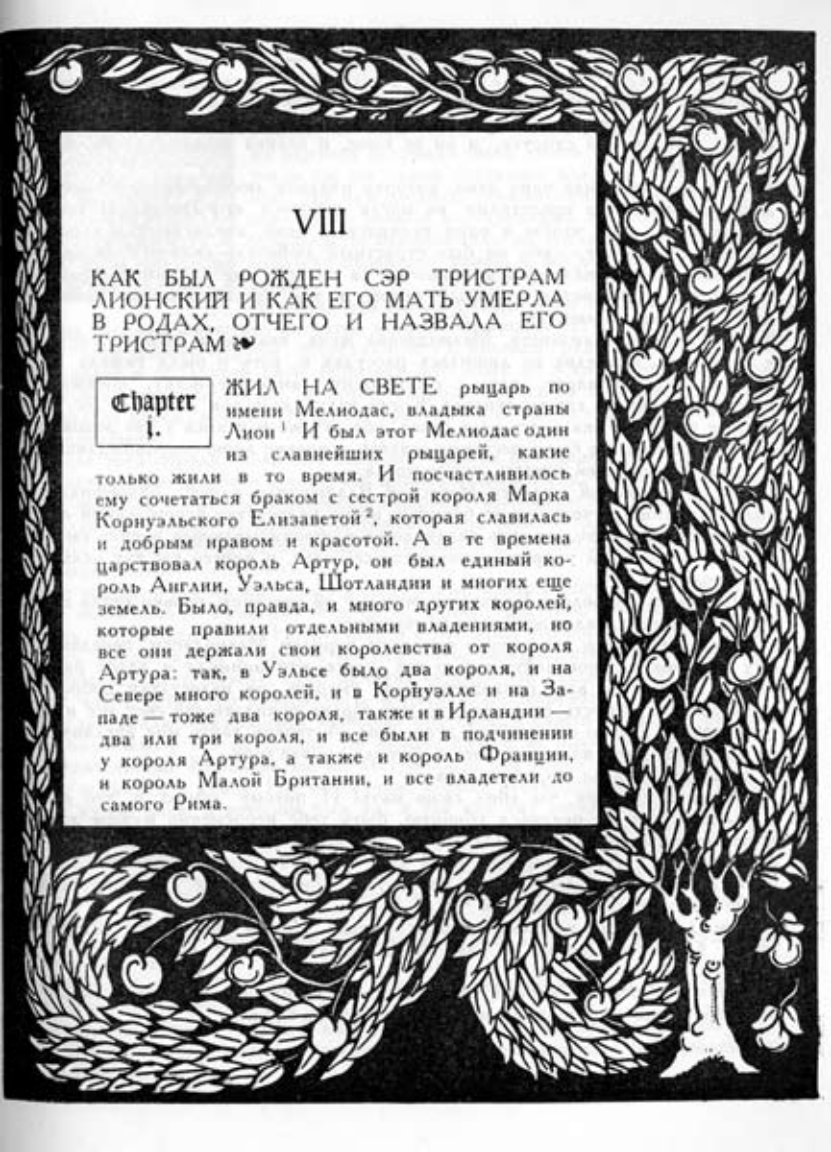 VIII
КАК БЫЛ РОЖДЕН СЭР ТРИСТРАМ
ЛИОНСКИЙ И КАК ЕГО МАТЬ УМЕРЛА
В РОДАХ, ОТЧЕГО И НАЗВАЛА ЕГО
ТРИСТРАМ ❧
Chapter
i.
ЖИЛ НА СВЕТЕ рыцарь по
имени Мелиодас, владыка страны
Лион ¹ И был этот Мелиодас один
из славнейших рыцарей, какие
только жили в то время. И посчастливилось
ему сочетаться браком с сестрой короля Марка
Корнуэльского Елизаветой ², которая славилась
и добрым нравом и красотой. А в те времена
царствовал король Артур, он был единый ко-
роль Англии, Уэльса, Шотландии и многих еще
земель. Было, правда, и много других королей,
которые правили отдельными владениями, но
все они держали свои королевства от короля
Артура: так, в Уэльсе было два короля, и на
Севере много королей, и в Корнуэлле и на За-
паде — тоже два короля, также и в Ирландии —
два или три короля, и все были в подчинении
у короля Артура, а также и король Франции,
и король Малой Британии, и все владетели до
самого Рима.